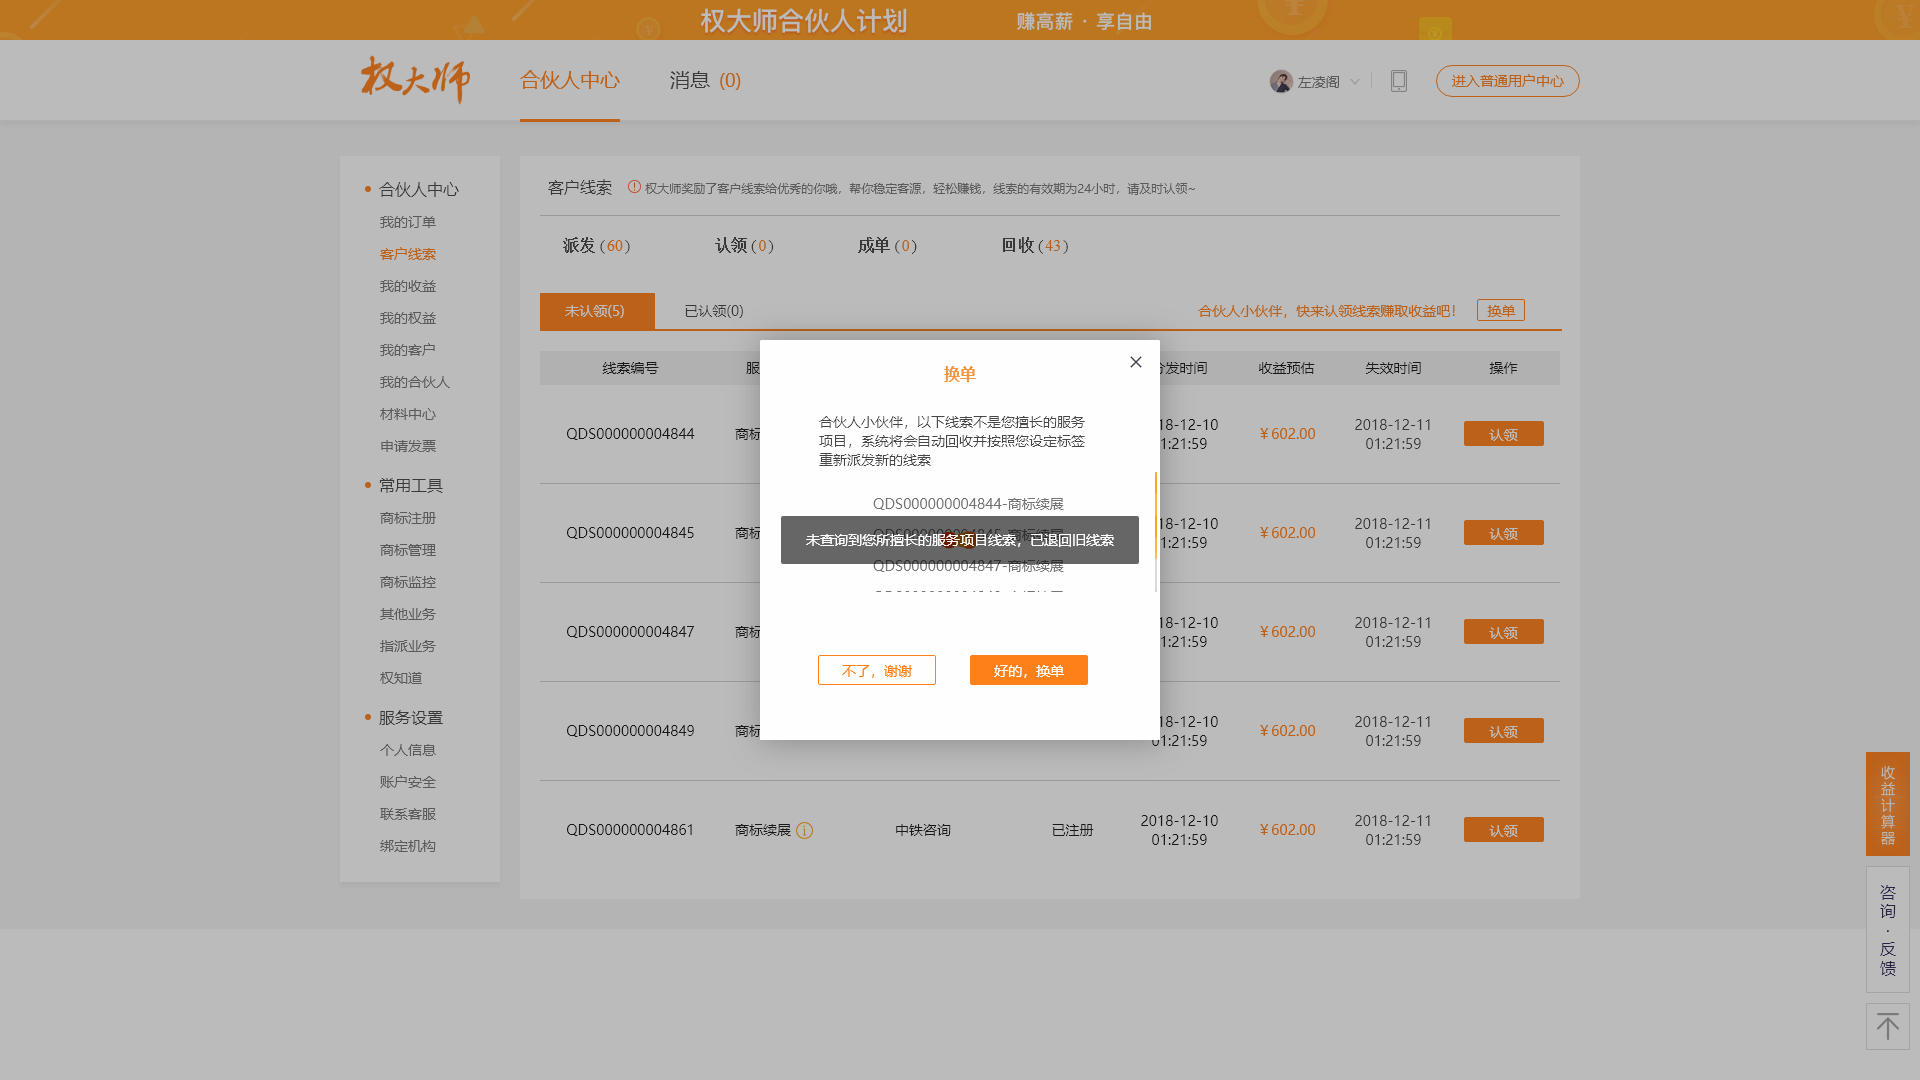 权大师合伙人计划 赚高薪 · 享自由
权大师 合伙人中心 消息 (0) 左凌阁 进入普通用户中心
合伙人中心
我的订单
客户线索
我的收益
我的权益
我的客户
我的合伙人
材料中心
申请发票
常用工具
商标注册
商标管理
商标监控
其他业务
指派业务
权知道
服务设置
个人信息
账户安全
联系客服
绑定机构
客户线索 权大师奖励了客户线索给优秀的你哦，帮你稳定客源，轻松赚钱，线索的有效期为24小时，请及时认领~
派发(60) 认领(0) 成单(0) 回收(43)
未认领(5) 已认领(0) 合伙人小伙伴，快来认领线索赚取收益吧！ 换单
线索编号 服 发时间 收益预估 失效时间 操作
QDS000000004844 商标 18-12-10 1:21:59 ￥602.00 2018-12-11 01:21:59 认领
QDS000000004845 商标 18-12-10 1:21:59 ￥602.00 2018-12-11 01:21:59 认领
QDS000000004847 商标 18-12-10 1:21:59 ￥602.00 2018-12-11 01:21:59 认领
QDS000000004849 商标 18-12-10 01:21:59 ￥602.00 2018-12-11 01:21:59 认领
QDS000000004861 商标续展 中铁咨询 已注册 2018-12-10 01:21:59 ￥602.00 2018-12-11 01:21:59 认领
换单
合伙人小伙伴，以下线索不是您擅长的服务
项目，系统将会自动回收并按照您设定标签
重新派发新的线索
QDS000000004844-商标续展
未查询到您所擅长的服务项目线索，已退回旧线索
QDS000000004847-商标续展
不了，谢谢 好的，换单
收益计算器
咨询·反馈